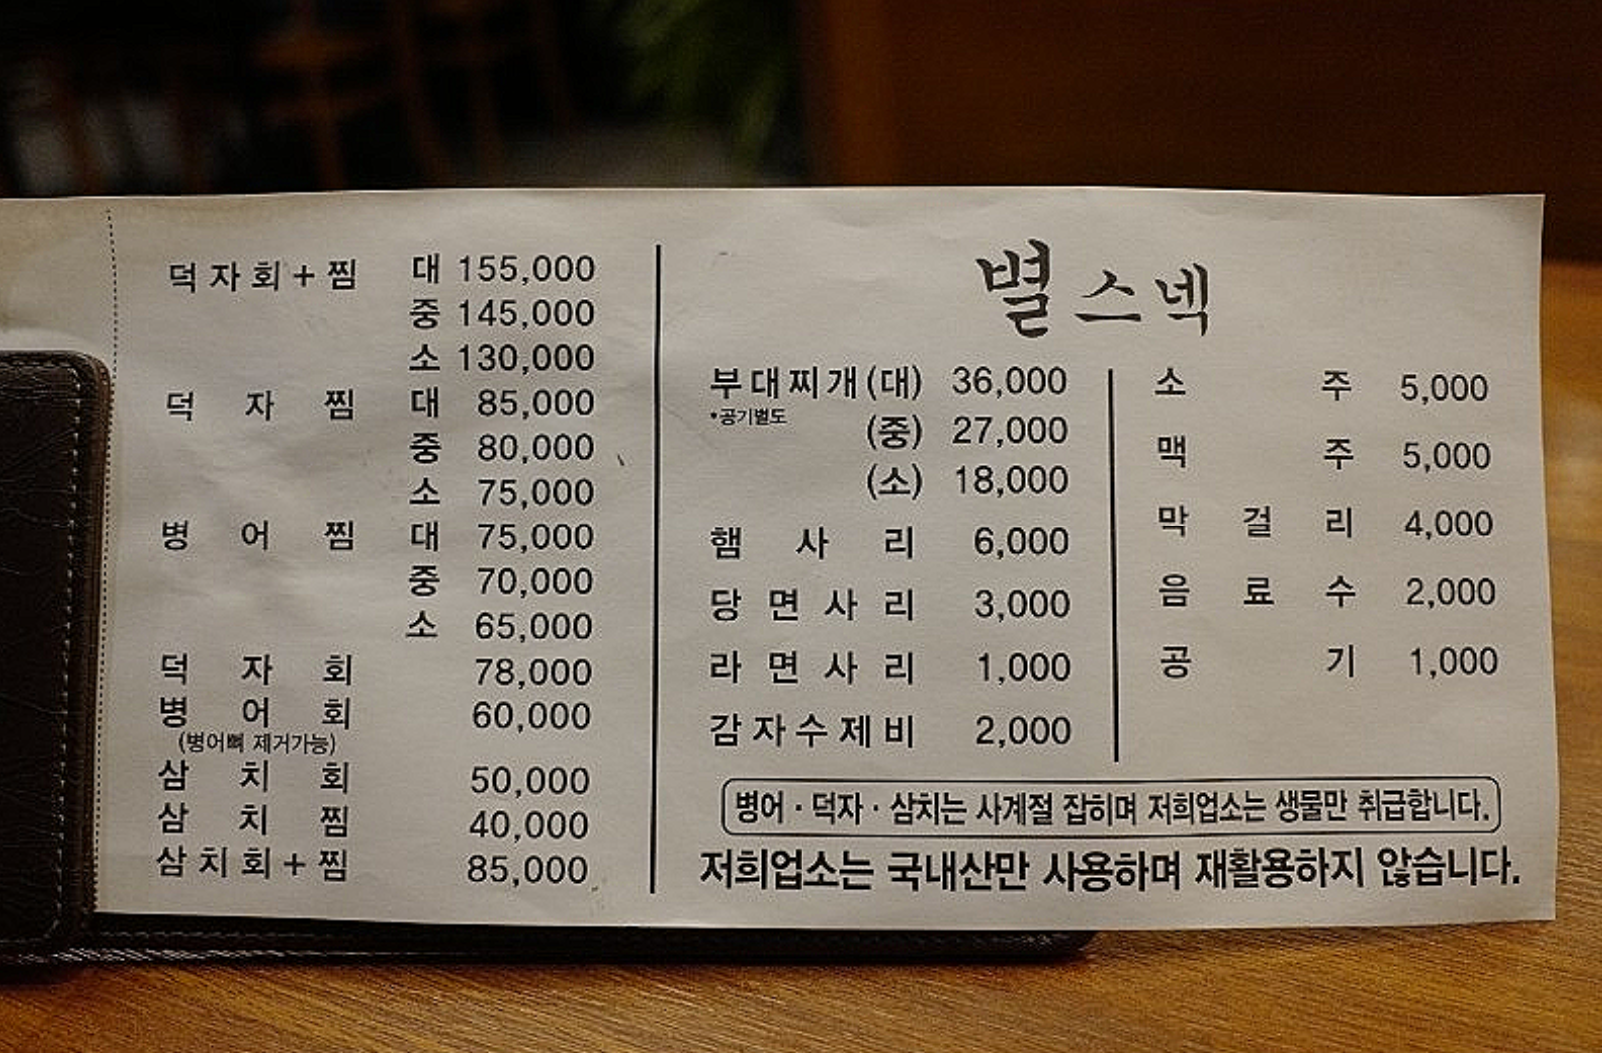 덕자회+찜 대 155,000
중 145,000
소 130,000
덕자찜 대 85,000
중 80,000
소 75,000
병어찜 대 75,000
중 70,000
소 65,000
덕자회 78,000
병어회 60,000
(병어뼈 제거가능)
삼치회 50,000
삼치찜 40,000
삼치회+찜 85,000
별스넥
부대찌개(대) 36,000
*공기별도
(중) 27,000
(소) 18,000
햄사리 6,000
당면사리 3,000
라면사리 1,000
감자수제비 2,000
소주 5,000
맥주 5,000
막걸리 4,000
음료수 2,000
공기 1,000
병어·덕자·삼치는 사계절 잡히며 저희업소는 생물만 취급합니다.
저희업소는 국내산만 사용하며 재활용하지 않습니다.